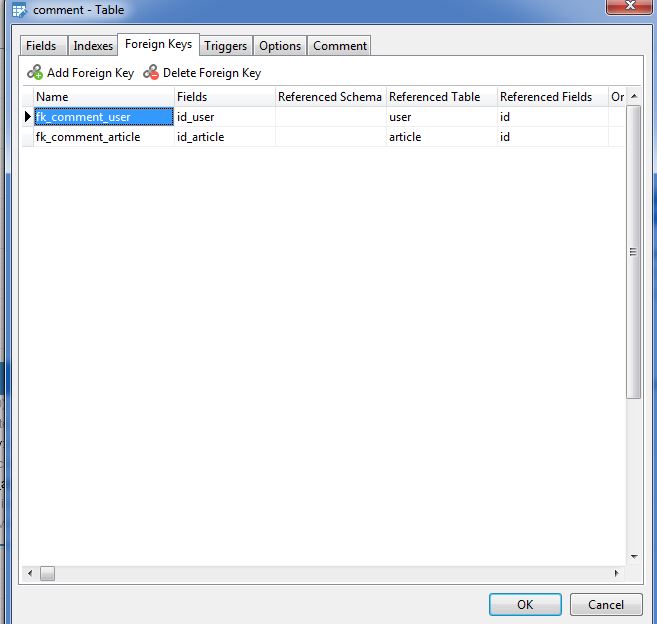 comment - Table
Fields Indexes Foreign Keys Triggers Options Comment
Add Foreign Key Delete Foreign Key
Name Fields Referenced Schema Referenced Table Referenced Fields Or
fk_comment_user id_user user id
fk_comment_article id_article article id
OK Cancel